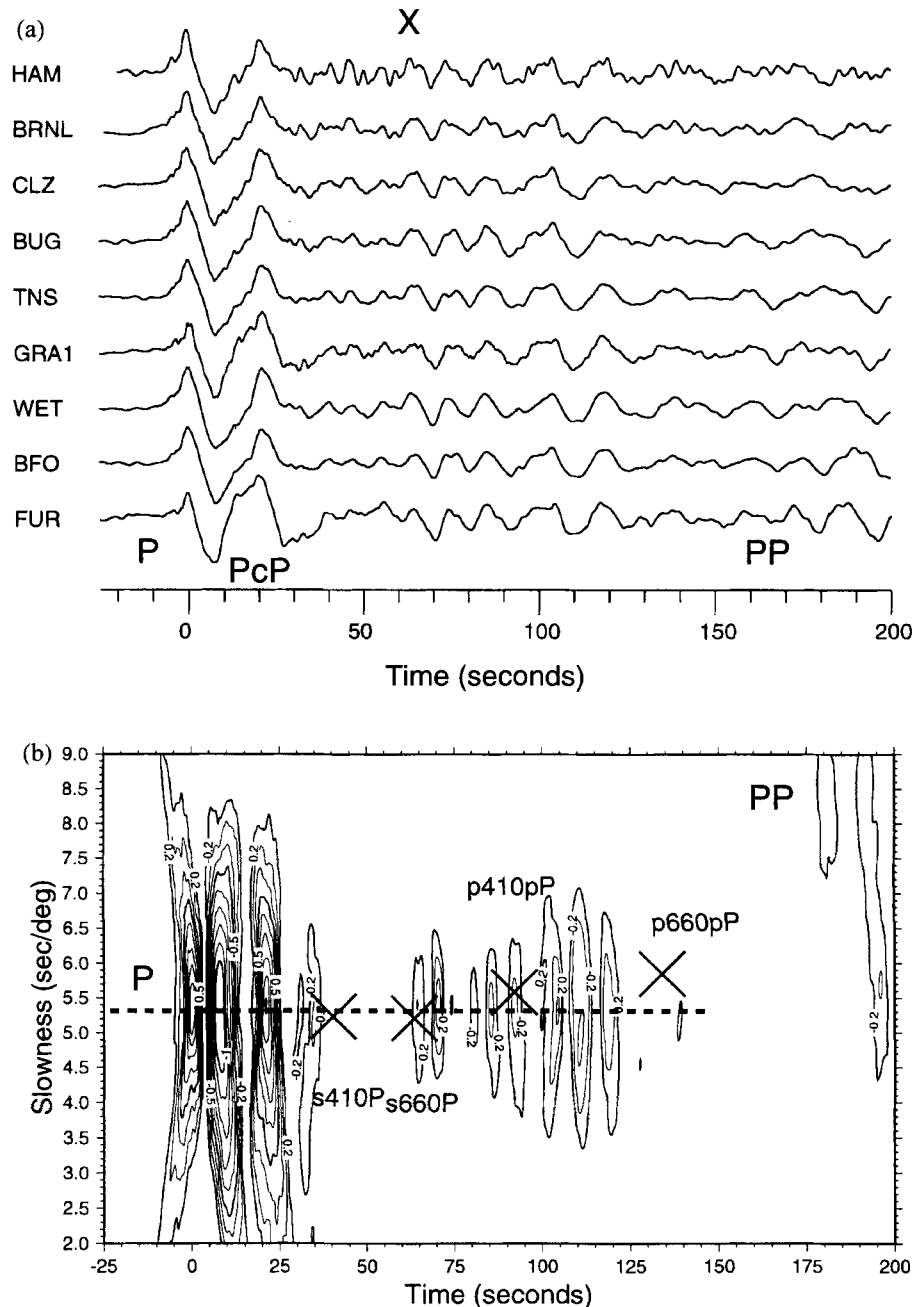 (a)
X
HAM
BRNL
CLZ
BUG
TNS
GRA1
WET
BFO
FUR
P
PcP
PP
0
50
100
150
200
Time (seconds)
(b)
9.0
8.5
8.0
7.5
7.0
6.5
6.0
5.5
5.0
4.5
4.0
3.5
3.0
2.5
2.0
Slowness (sec/deg)
P
PP
p410pP
p660pP
s410P
s660P
-25
0
25
50
75
100
125
150
175
200
Time (seconds)